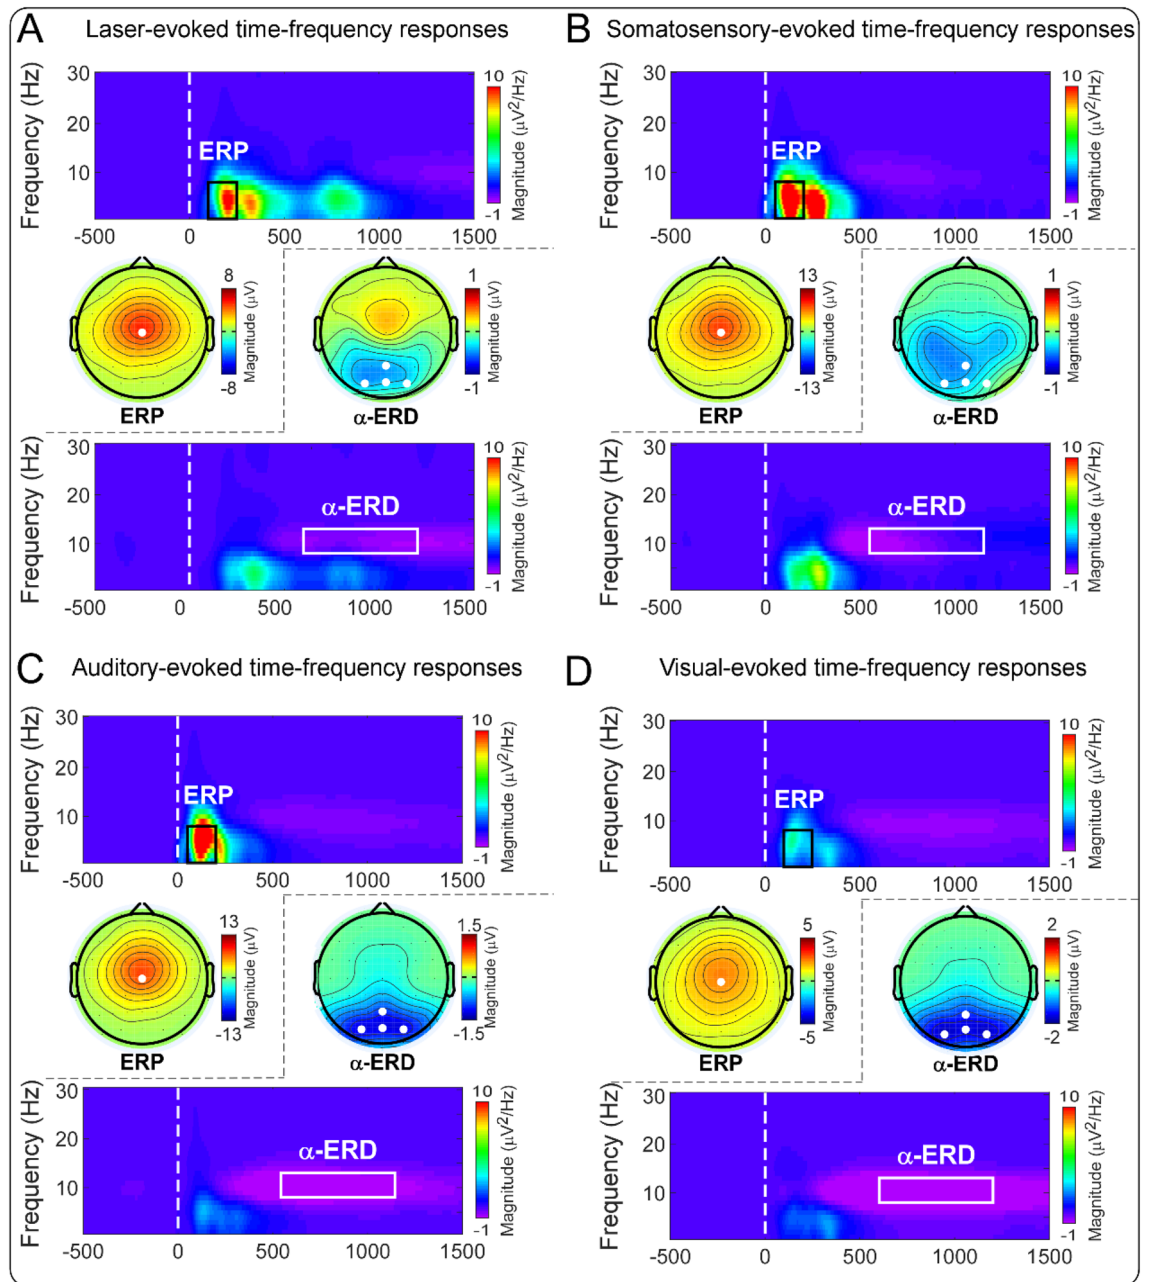 A Laser-evoked time-frequency responses
Frequency (Hz)
30
20
10
ERP
10
-1
Magnitude (μV²/Hz)
-500 0 500 1000 1500
8
-8
Magnitude (μV)
ERP
1
-1
Magnitude (μV)
α-ERD
Frequency (Hz)
30
20
10
α-ERD
10
-1
Magnitude (μV²/Hz)
-500 0 500 1000 1500
B Somatosensory-evoked time-frequency responses
Frequency (Hz)
30
20
10
ERP
10
-1
Magnitude (μV²/Hz)
-500 0 500 1000 1500
13
-13
Magnitude (μV)
ERP
1
-1
Magnitude (μV)
α-ERD
Frequency (Hz)
30
20
10
α-ERD
10
-1
Magnitude (μV²/Hz)
-500 0 500 1000 1500
C Auditory-evoked time-frequency responses
Frequency (Hz)
30
20
10
ERP
10
-1
Magnitude (μV²/Hz)
-500 0 500 1000 1500
13
-13
Magnitude (μV)
ERP
1.5
-1.5
Magnitude (μV)
α-ERD
Frequency (Hz)
30
20
10
α-ERD
10
-1
Magnitude (μV²/Hz)
-500 0 500 1000 1500
D Visual-evoked time-frequency responses
Frequency (Hz)
30
20
10
ERP
10
-1
Magnitude (μV²/Hz)
-500 0 500 1000 1500
5
-5
Magnitude (μV)
ERP
2
-2
Magnitude (μV)
α-ERD
Frequency (Hz)
30
20
10
α-ERD
10
-1
Magnitude (μV²/Hz)
-500 0 500 1000 1500